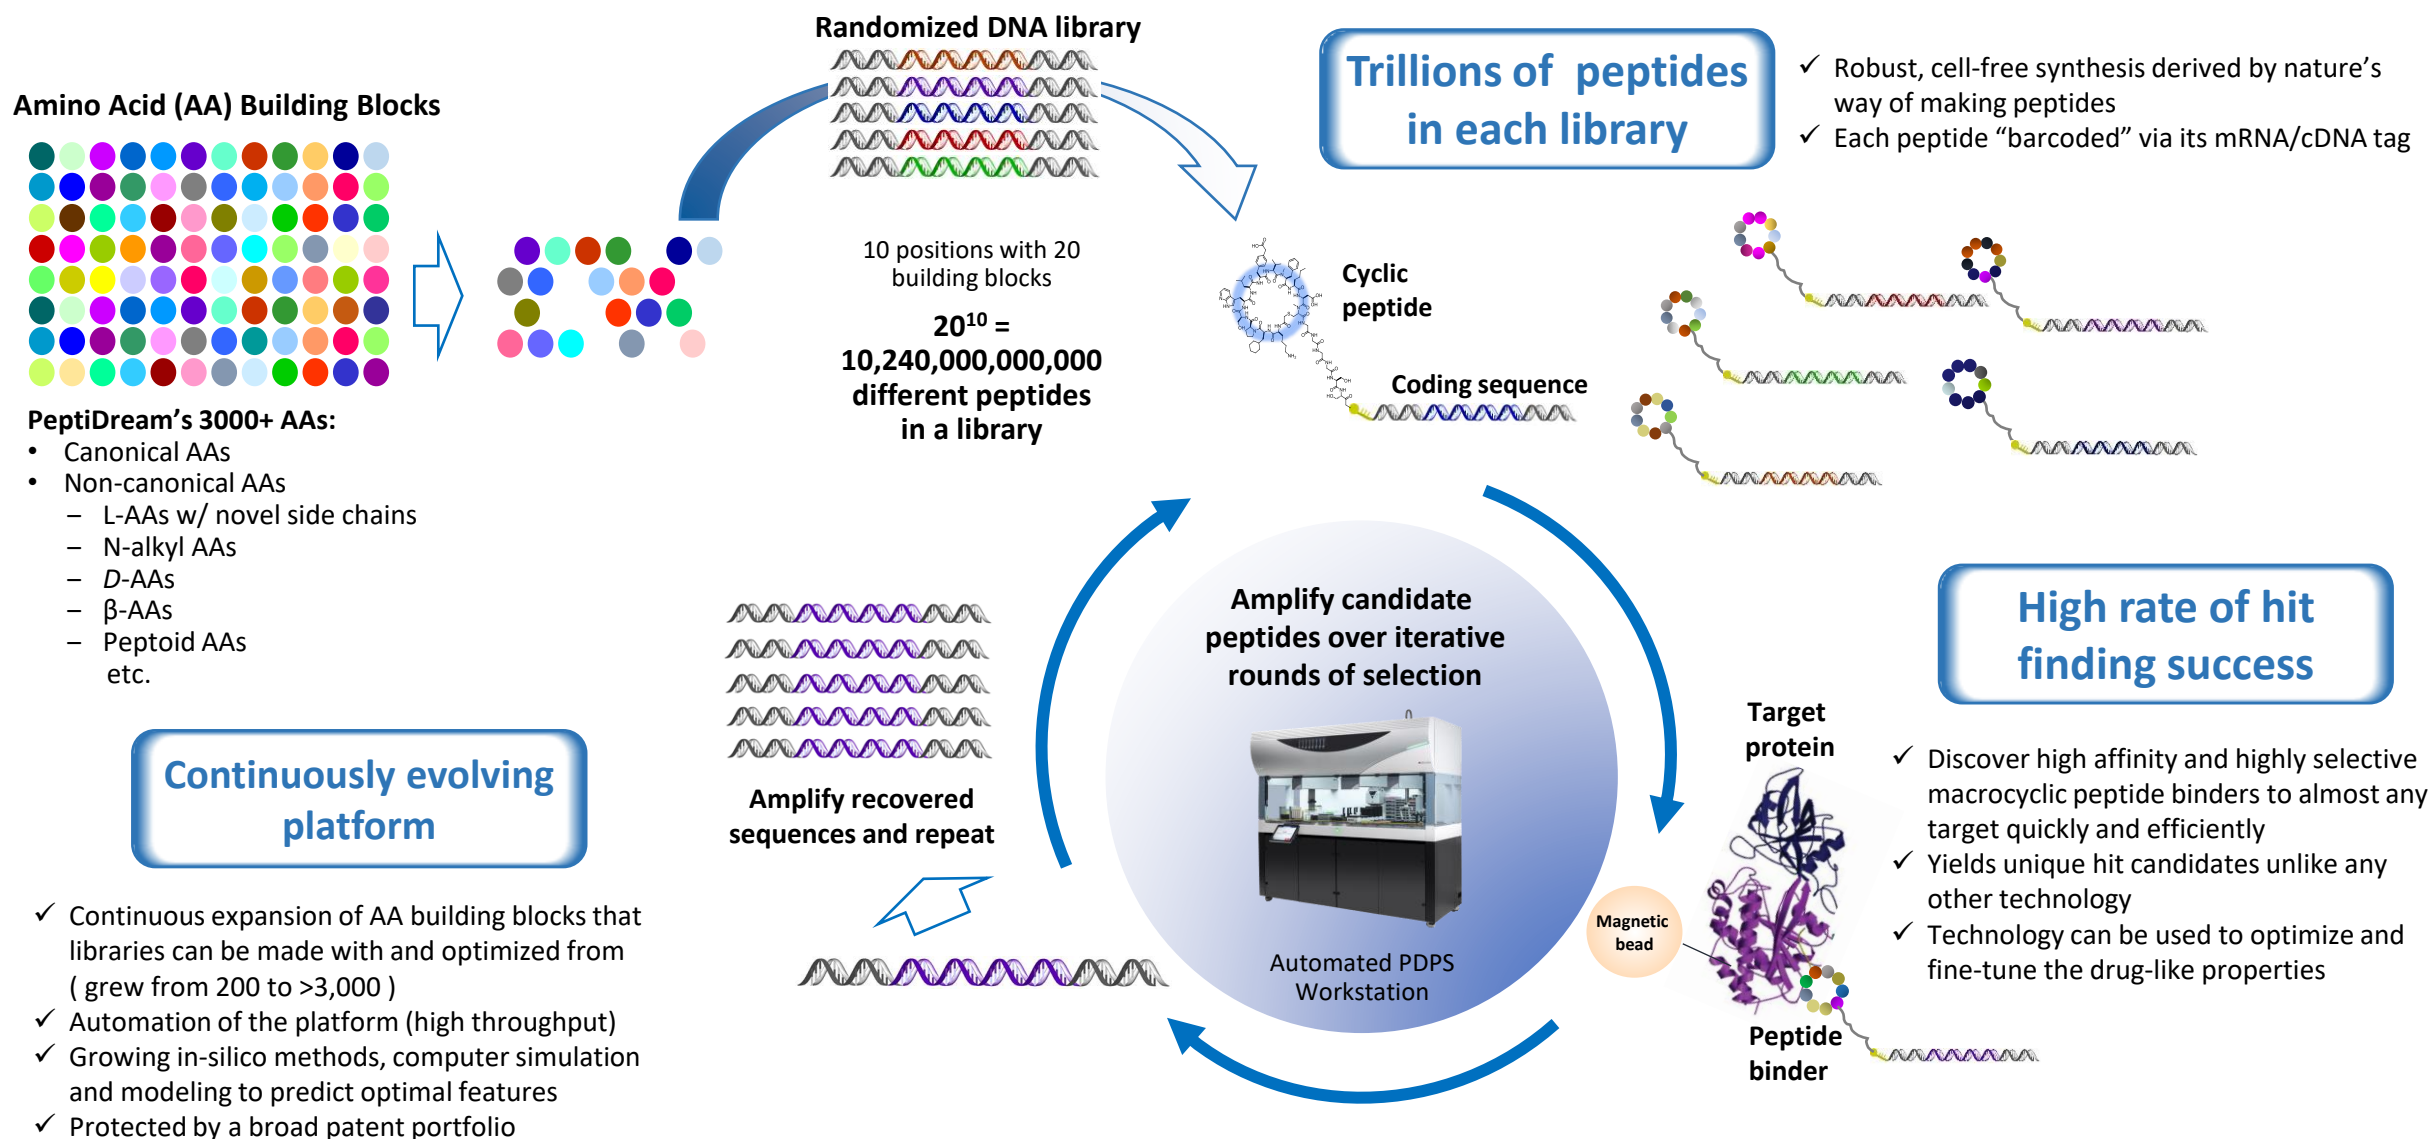 Randomized DNA library
Amino Acid (AA) Building Blocks
10 positions with 20
building blocks
20¹⁰ =
10,240,000,000,000
different peptides
in a library
Trillions of peptides
in each library
✓ Robust, cell-free synthesis derived by nature's
way of making peptides
✓ Each peptide “barcoded” via its mRNA/cDNA tag
Cyclic
peptide
Coding sequence
PeptiDream's 3000+ AAs:
• Canonical AAs
• Non-canonical AAs
– L-AAs w/ novel side chains
– N-alkyl AAs
– D-AAs
– β-AAs
– Peptoid AAs
etc.
Continuously evolving
platform
✓ Continuous expansion of AA building blocks that
libraries can be made with and optimized from
( grew from 200 to >3,000 )
✓ Automation of the platform (high throughput)
✓ Growing in-silico methods, computer simulation
and modeling to predict optimal features
✓ Protected by a broad patent portfolio
Amplify recovered
sequences and repeat
Amplify candidate
peptides over iterative
rounds of selection
Automated PDPS
Workstation
High rate of hit
finding success
Target
protein
Magnetic
bead
Peptide
binder
✓ Discover high affinity and highly selective
macrocyclic peptide binders to almost any
target quickly and efficiently
✓ Yields unique hit candidates unlike any
other technology
✓ Technology can be used to optimize and
fine-tune the drug-like properties